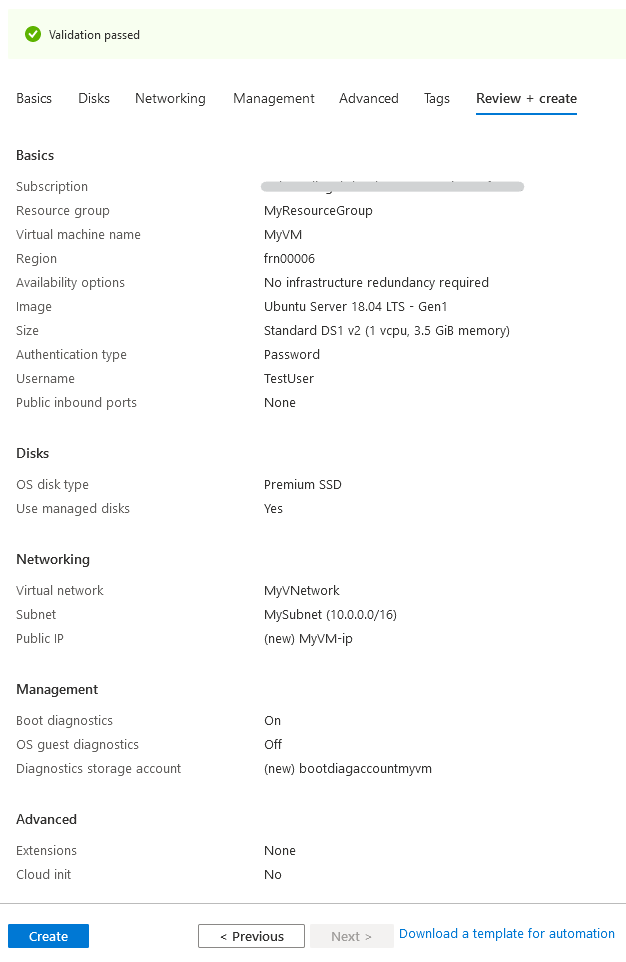 Validation passed
Basics Disks Networking Management Advanced Tags Review + create
Basics
Subscription
Resource group MyResourceGroup
Virtual machine name MyVM
Region frn00006
Availability options No infrastructure redundancy required
Image Ubuntu Server 18.04 LTS - Gen1
Size Standard DS1 v2 (1 vcpu, 3.5 GiB memory)
Authentication type Password
Username TestUser
Public inbound ports None
Disks
OS disk type Premium SSD
Use managed disks Yes
Networking
Virtual network MyVNetwork
Subnet MySubnet (10.0.0.0/16)
Public IP (new) MyVM-ip
Management
Boot diagnostics On
OS guest diagnostics Off
Diagnostics storage account (new) bootdiagaccountmyvm
Advanced
Extensions None
Cloud init No
Create < Previous Next > Download a template for automation